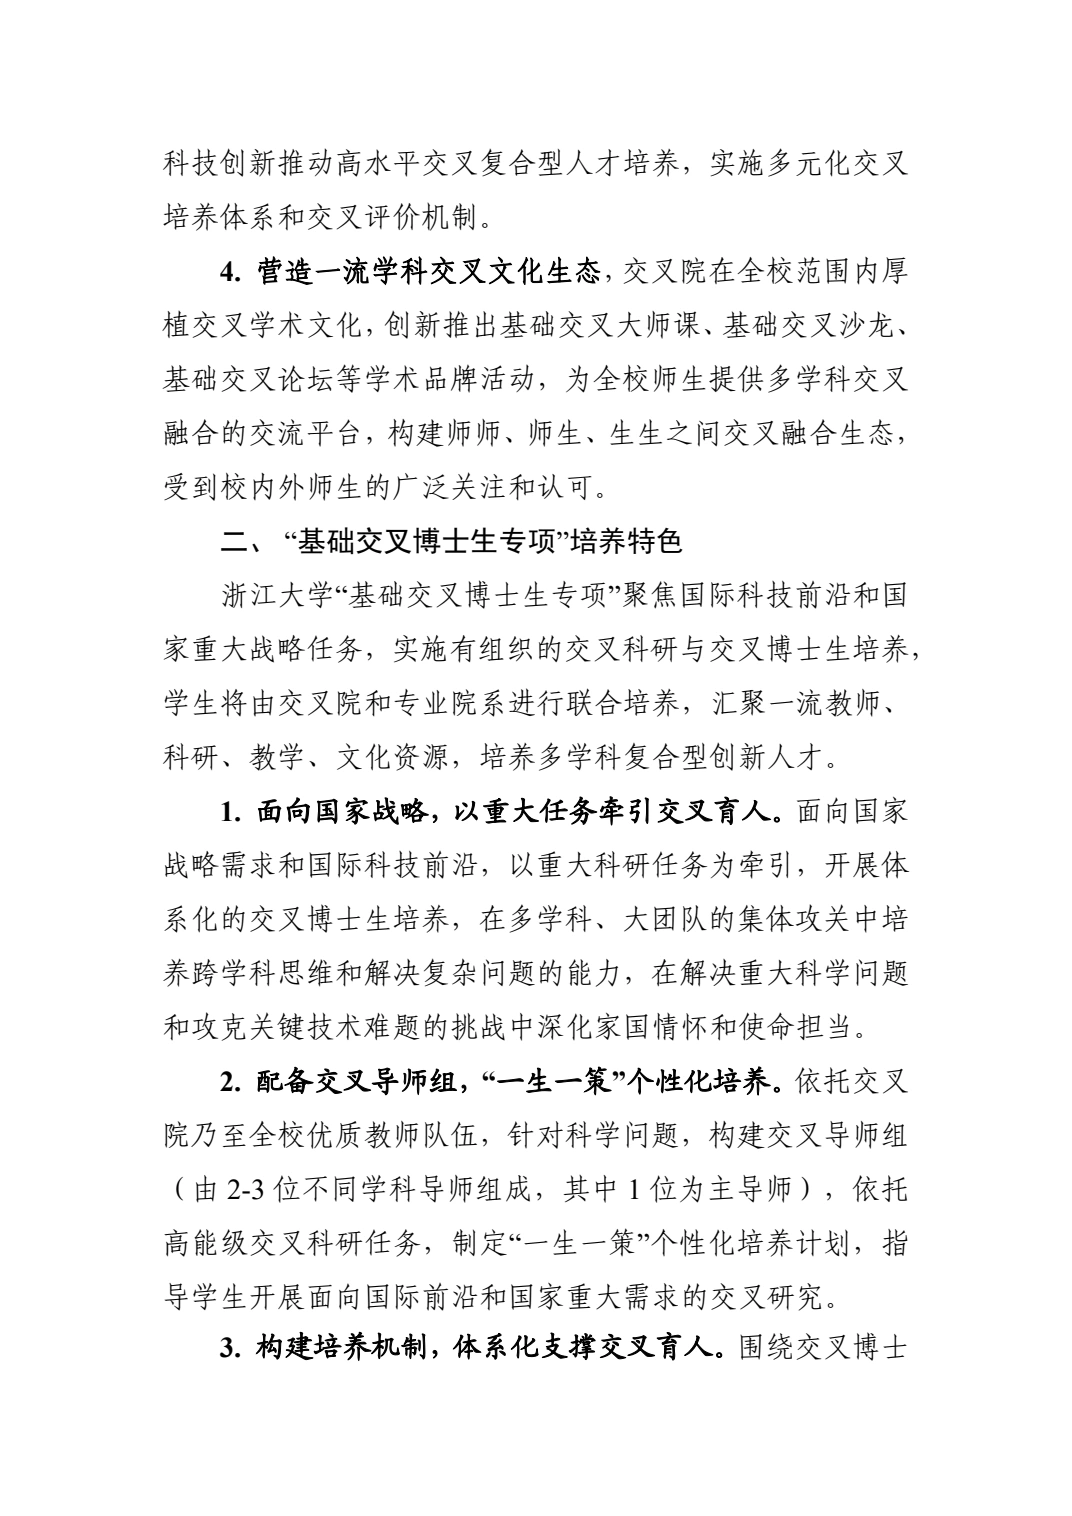 科技创新推动高水平交叉复合型人才培养，实施多元化交叉
培养体系和交叉评价机制。
4. 营造一流学科交叉文化生态，交叉院在全校范围内厚
植交叉学术文化，创新推出基础交叉大师课、基础交叉沙龙、
基础交叉论坛等学术品牌活动，为全校师生提供多学科交叉
融合的交流平台，构建师师、师生、生生之间交叉融合生态，
受到校内外师生的广泛关注和认可。
二、 “基础交叉博士生专项”培养特色
浙江大学“基础交叉博士生专项”聚焦国际科技前沿和国
家重大战略任务，实施有组织的交叉科研与交叉博士生培养，
学生将由交叉院和专业院系进行联合培养，汇聚一流教师、
科研、教学、文化资源，培养多学科复合型创新人才。
1. 面向国家战略，以重大任务牵引交叉育人。面向国家
战略需求和国际科技前沿，以重大科研任务为牵引，开展体
系化的交叉博士生培养，在多学科、大团队的集体攻关中培
养跨学科思维和解决复杂问题的能力，在解决重大科学问题
和攻克关键技术难题的挑战中深化家国情怀和使命担当。
2. 配备交叉导师组，“一生一策”个性化培养。依托交叉
院乃至全校优质教师队伍，针对科学问题，构建交叉导师组
（由 2-3 位不同学科导师组成，其中 1 位为主导师），依托
高能级交叉科研任务，制定“一生一策”个性化培养计划，指
导学生开展面向国际前沿和国家重大需求的交叉研究。
3. 构建培养机制，体系化支撑交叉育人。围绕交叉博士